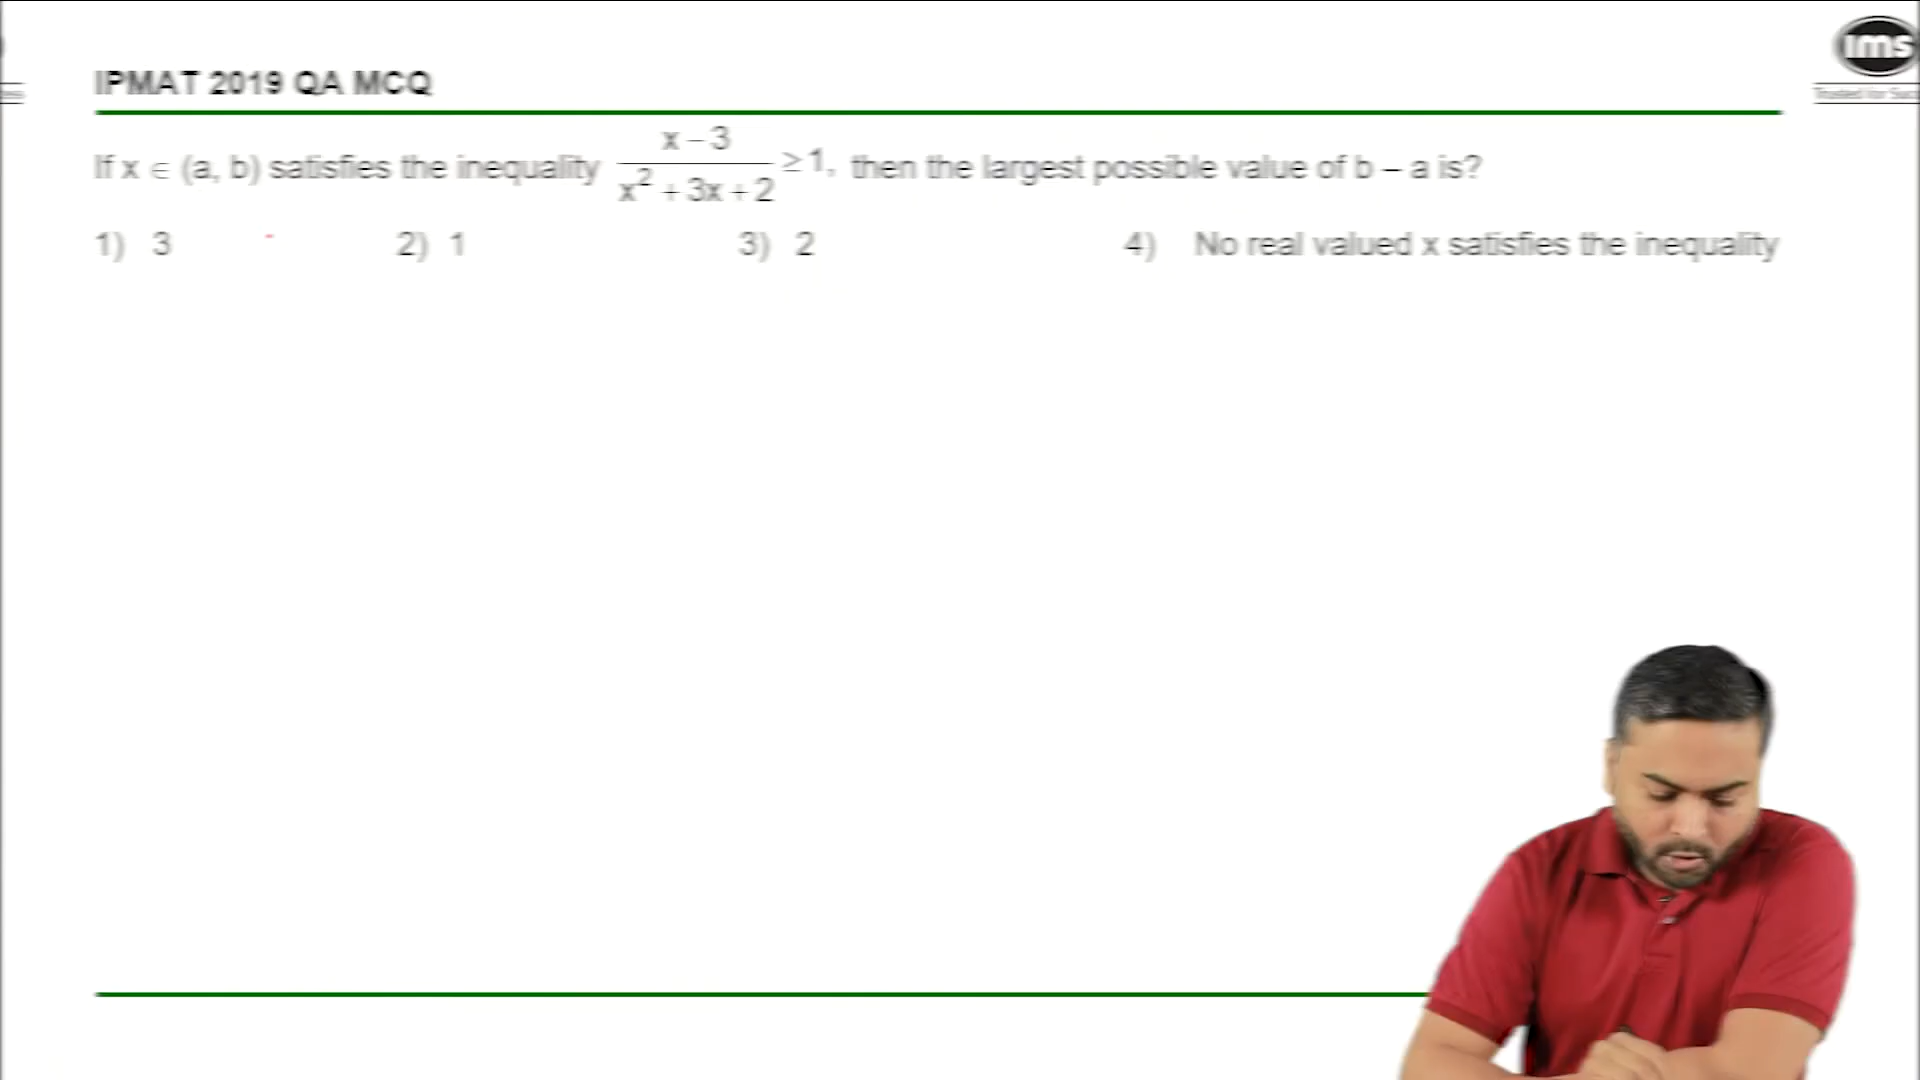 ims
IPMAT 2019 QA MCQ
If x ∈ (a, b) satisfies the inequality (x – 3)/(x² + 3x + 2) ≥ 1, then the largest possible value of b – a is?
1) 3 2) 1 3) 2 4) No real valued x satisfies the inequality